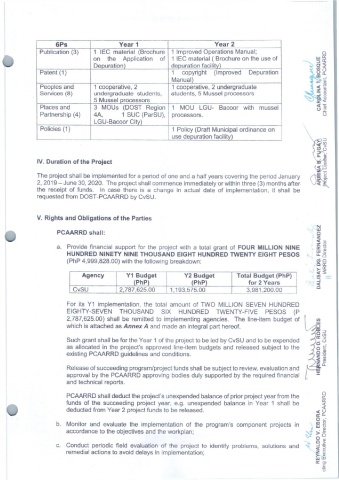 6Ps Year 1 Year 2
Publication (3) 1 IEC material (Brochure on the Application of Depuration) 1 Improved Operations Manual; 1 IEC material ( Brochure on the use of depuration facility)
Patent (1) 1 copyright (Improved Depuration Manual)
Peoples and Services (8) 1 cooperative, 2 undergraduate students, 5 Mussel processors 1 cooperative, 2 undergraduate students, 5 Mussel processors
Places and Partnership (4) 3 MOUs (DOST Region 4A, 1 SUC (ParSU), LGU-Bacoor City) 1 MOU LGU- Bacoor with mussel processors.
Policies (1) 1 Policy (Draft Municipal ordinance on use depuration facility)
IV. Duration of the Project
The project shall be implemented for a period of one and a half years covering the period January
2, 2019 – June 30, 2020. The project shall commence immediately or within three (3) months after
the receipt of funds. In case there is a change in actual date of implementation, it shall be
requested from DOST-PCAARRD by CvSU.
V. Rights and Obligations of the Parties
PCAARRD shall:
a. Provide financial support for the project with a total grant of FOUR MILLION NINE
HUNDRED NINETY NINE THOUSAND EIGHT HUNDRED TWENTY EIGHT PESOS
(PhP 4,999,828.00) with the following breakdown:
Agency Y1 Budget (PhP) Y2 Budget (PhP) Total Budget (PhP) for 2 Years
CvSU 2,787,625.00 1,193,575.00 3,981,200.00
For its Y1 implementation, the total amount of TWO MILLION SEVEN HUNDRED
EIGHTY-SEVEN THOUSAND SIX HUNDRED TWENTY-FIVE PESOS (P
2,787,625.00) shall be remitted to implementing agencies. The line-item budget of
which is attached as Annex A and made an integral part hereof.
Such grant shall be for the Year 1 of the project to be led by CvSU and to be expended
as allocated in the project's approved line-item budgets and released subject to the
existing PCAARRD guidelines and conditions.
Release of succeeding program/project funds shall be subject to review, evaluation and
approval by the PCAARRD approving bodies duly supported by the required financial
and technical reports.
PCAARRD shall deduct the project's unexpended balance of prior project year from the
funds of the succeeding project year, e.g. unexpended balance in Year 1 shall be
deducted from Year 2 project funds to be released.
b. Monitor and evaluate the implementation of the program's component projects in
accordance to the objectives and the workplan;
c. Conduct periodic field evaluation of the project to identify problems, solutions and
remedial actions to avoid delays in implementation;
REYNALDO V. EBORA
Executive Director, PCAARRD
HERNANDO D. ROBLES
President, CvSU
DALISAY DG. FERNANDEZ
Director
Project Leader, CvSU
CAROLINA BOSQUE
Chief Accountant, PCAARRD